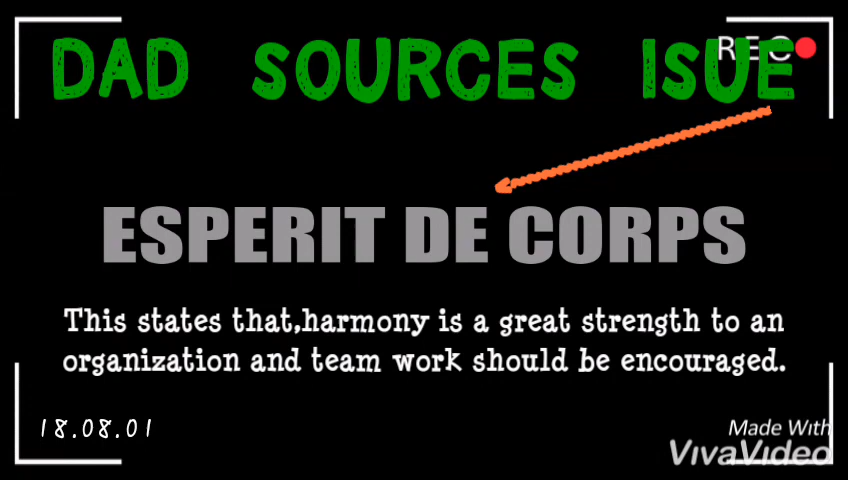 DAD SOURCES ISUE
REC
ESPERIT DE CORPS
This states that,harmony is a great strength to an
organization and team work should be encouraged.
18.08.01
Made With
VivaVideo